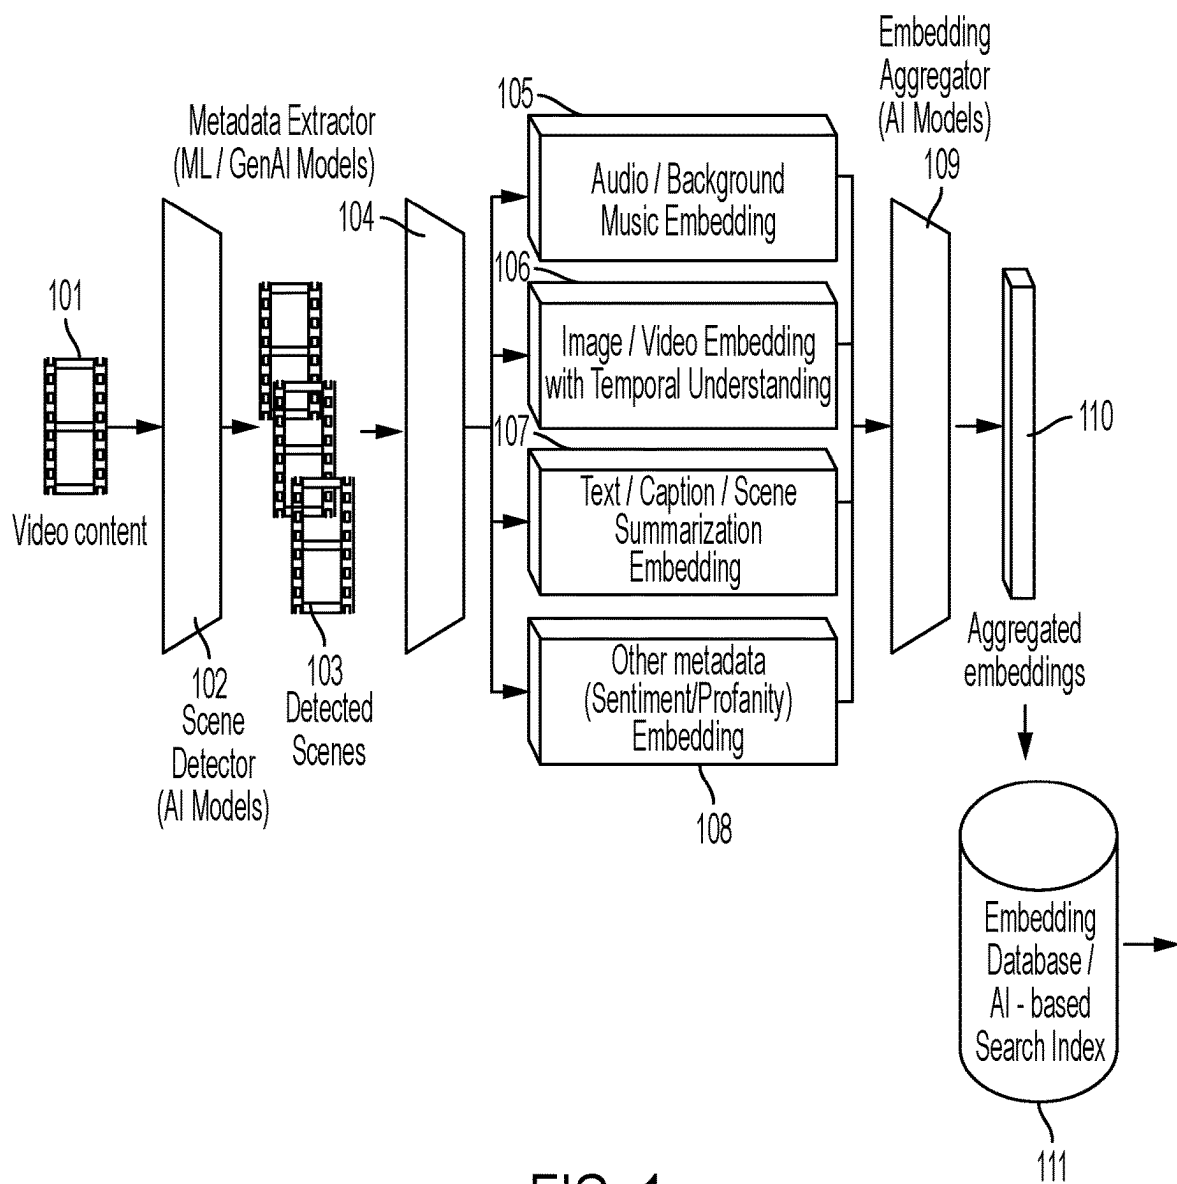 Embedding
Aggregator
(AI Models)
109
105
Metadata Extractor
(ML / GenAI Models)
104
Audio / Background
Music Embedding
106
101
Image / Video Embedding
with Temporal Understanding
110
107
Video content
Text / Caption / Scene
Summarization
Embedding
Aggregated
embeddings
102
Scene
Detector
(AI Models)
103
Detected
Scenes
Other metadata
(Sentiment/Profanity)
Embedding
108
Embedding
Database /
AI - based
Search Index
111